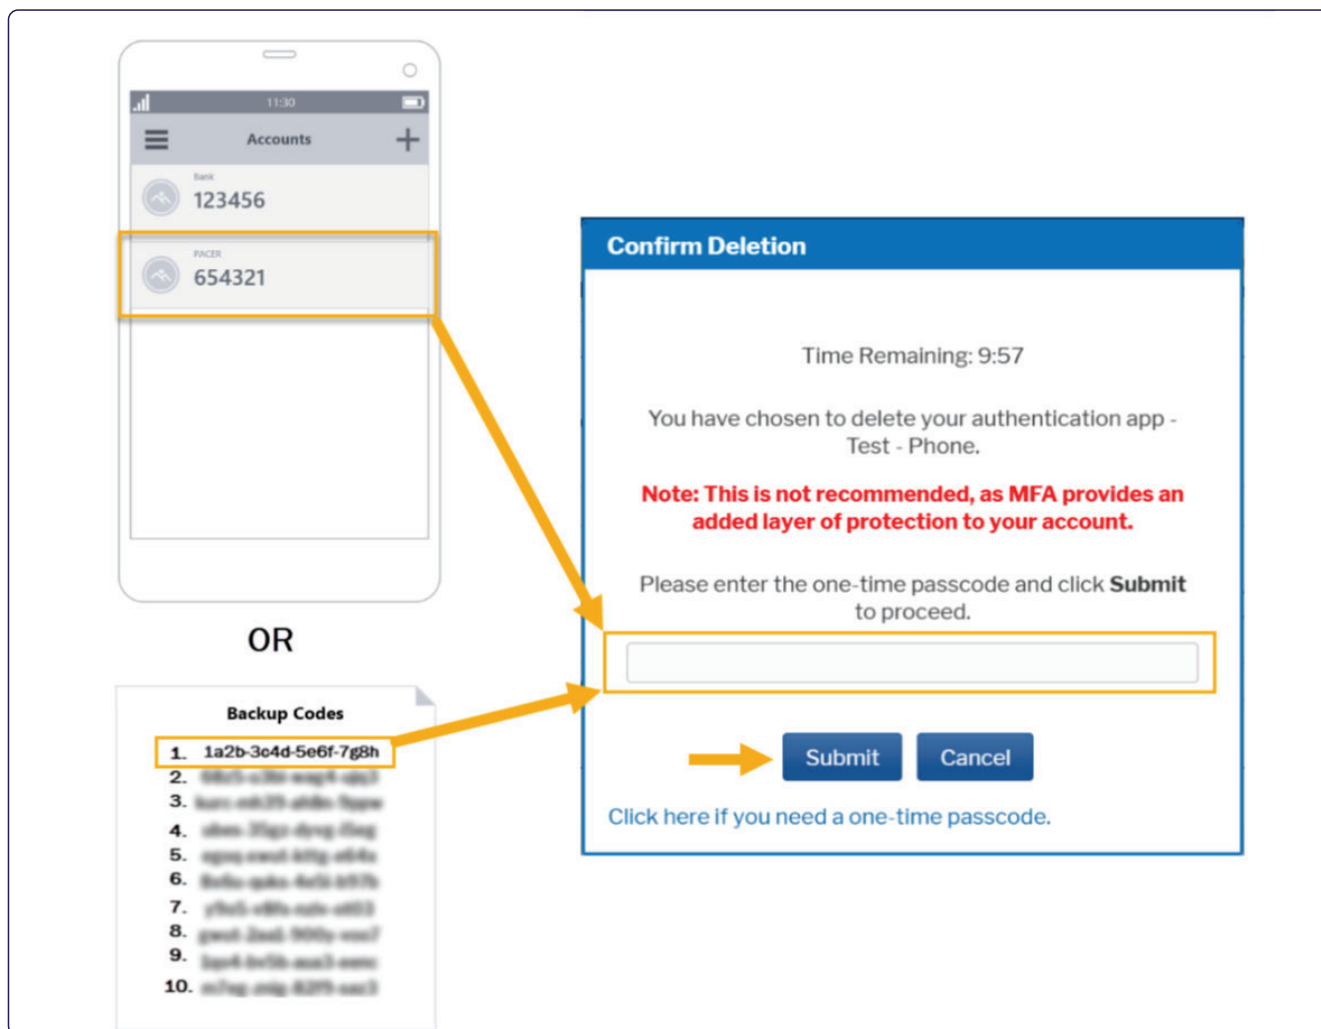 11:30
Accounts
Bank
123456
PACER
654321
OR
Backup Codes
1. 1a2b-3c4d-5e6f-7g8h
2.
3.
4.
5.
6.
7.
8.
9.
10.
Confirm Deletion
Time Remaining: 9:57
You have chosen to delete your authentication app -
Test - Phone.
Note: This is not recommended, as MFA provides an
added layer of protection to your account.
Please enter the one-time passcode and click Submit
to proceed.
Submit
Cancel
Click here if you need a one-time passcode.